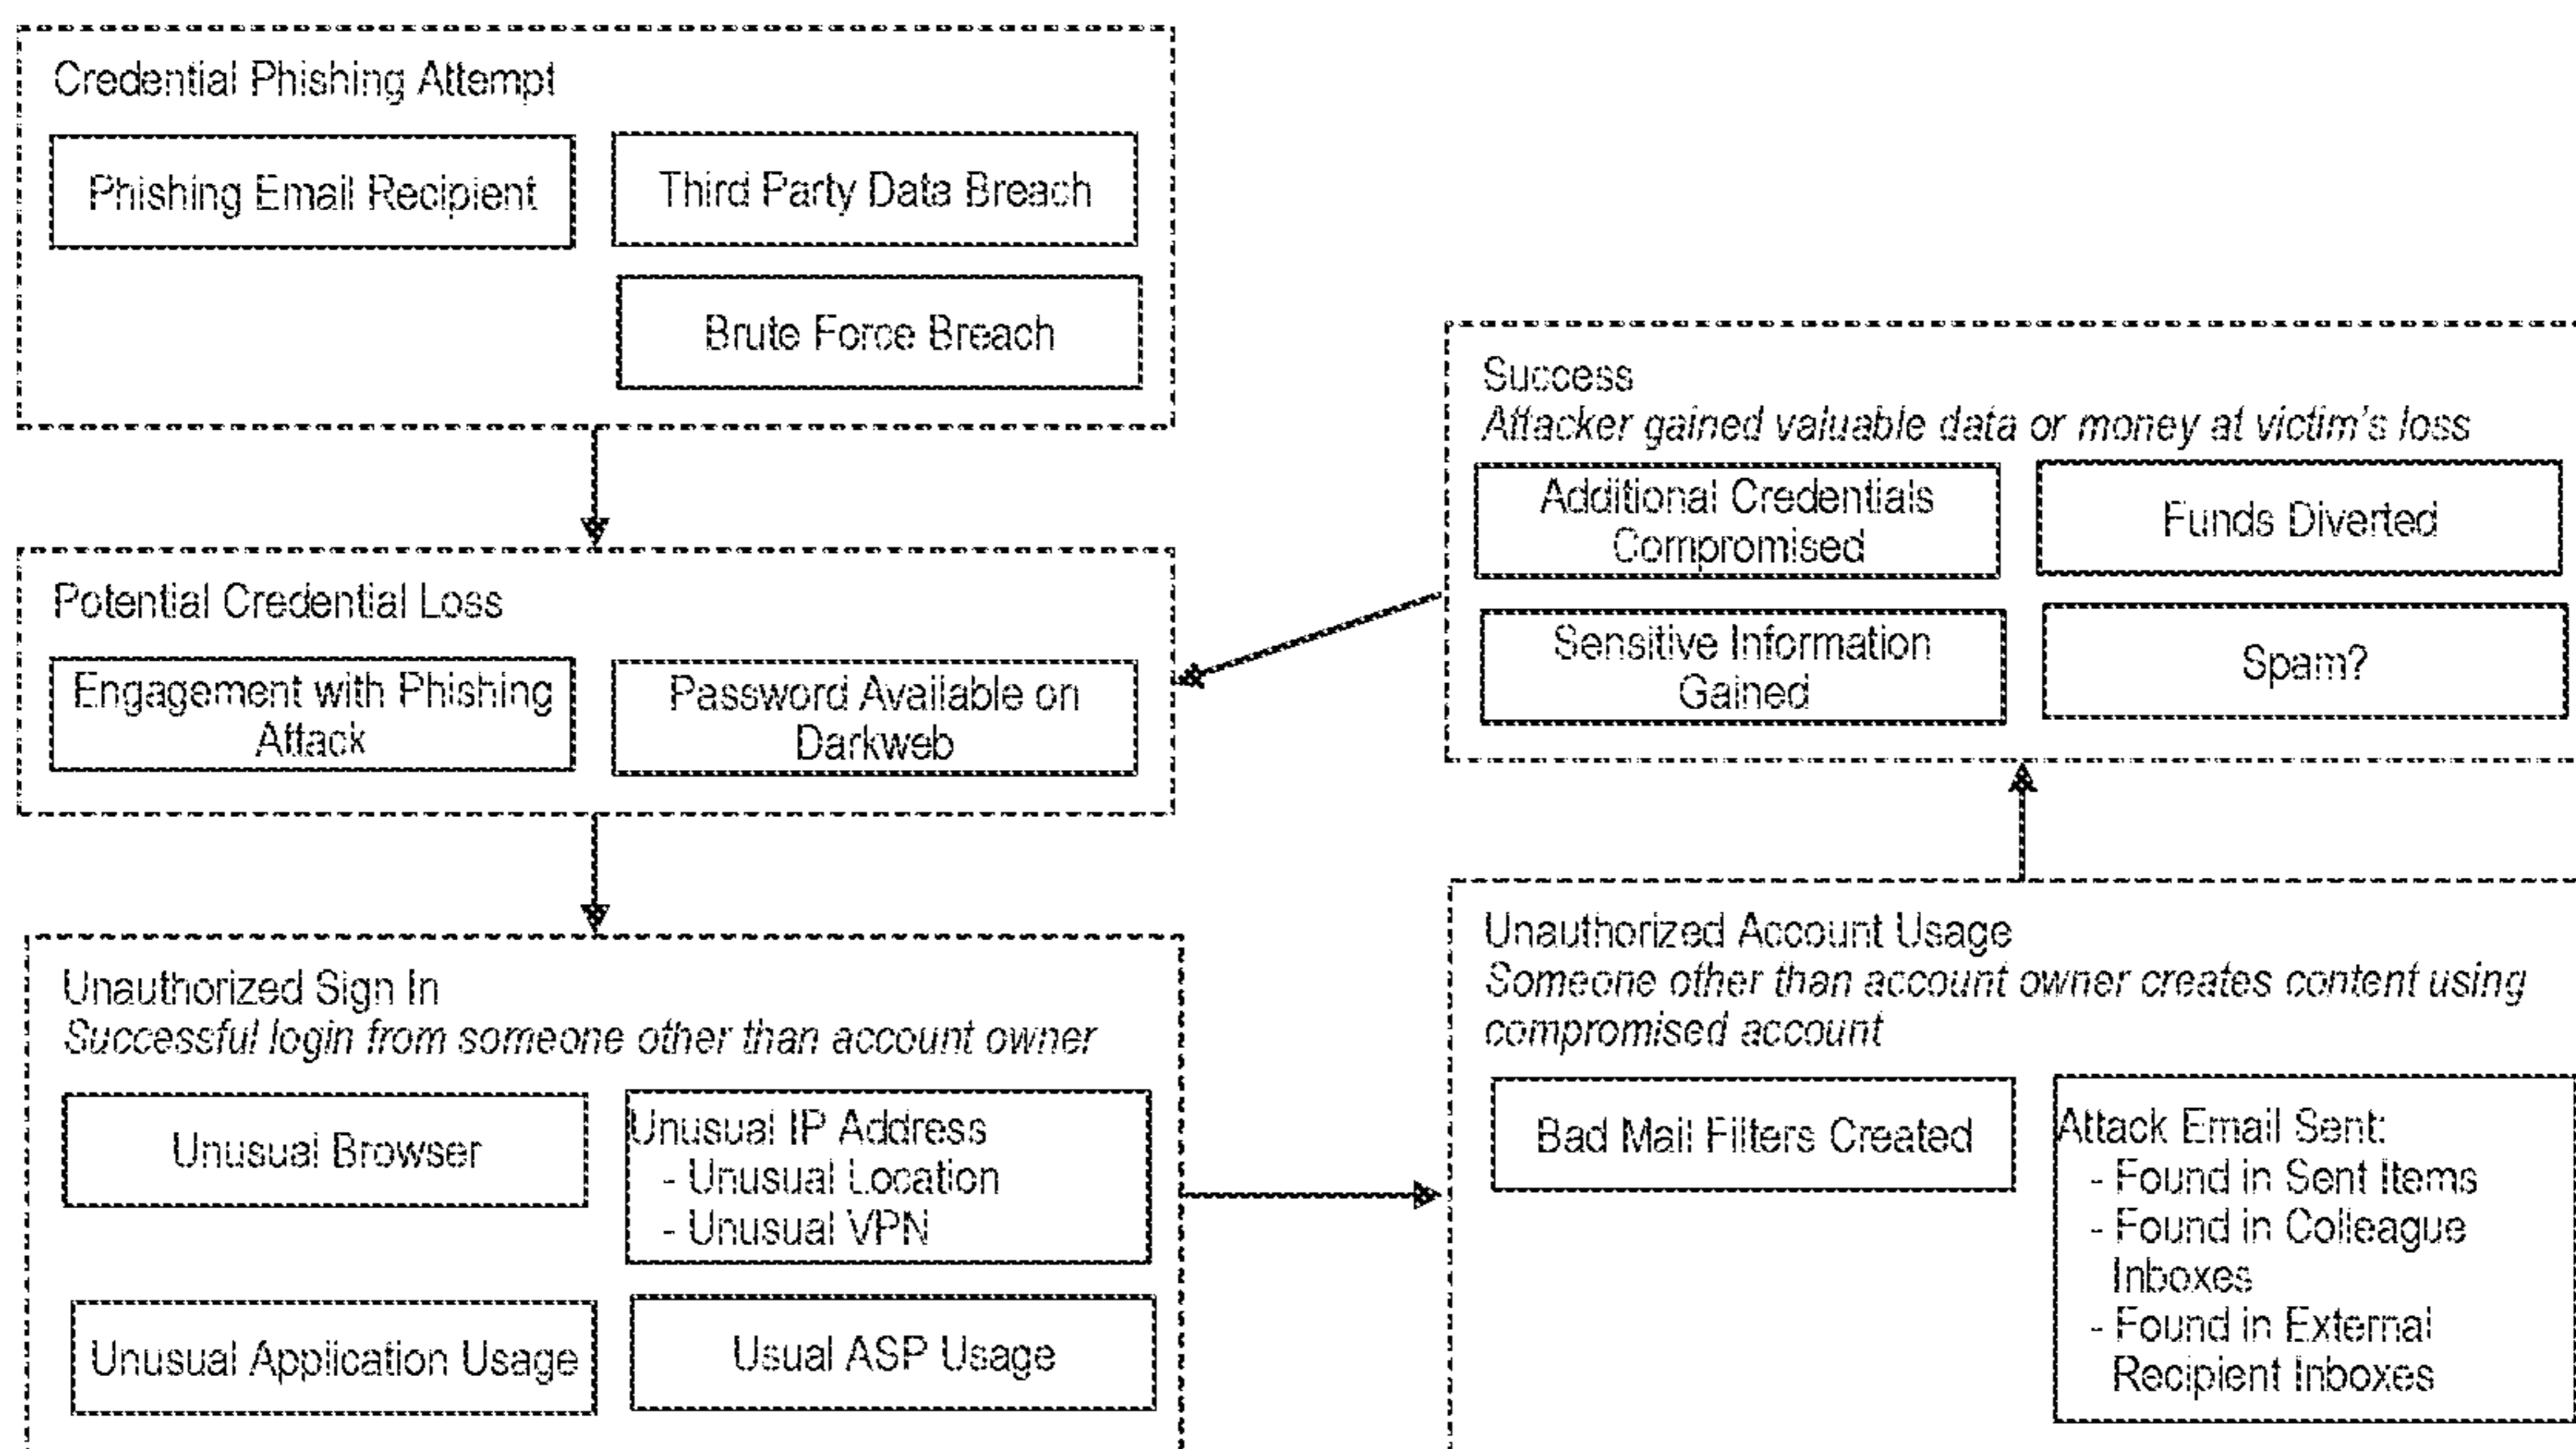 Credential Phishing Attempt
Phishing Email Recipient
Third Party Data Breach
Brute Force Breach
Potential Credential Loss
Engagement with Phishing
Attack
Password Available on
Darkweb
Unauthorized Sign In
Successful login from someone other than account owner
Unusual Browser
Unusual IP Address
- Unusual Location
- Unusual VPN
Unusual Application Usage
Usual ASP Usage
Unauthorized Account Usage
Someone other than account owner creates content using
compromised account
Bad Mail Filters Created
Attack Email Sent:
- Found in Sent Items
- Found in Colleague
Inboxes
- Found in External
Recipient Inboxes
Success
Attacker gained valuable data or money at victim's loss
Additional Credentials
Compromised
Funds Diverted
Sensitive Information
Gained
Spam?